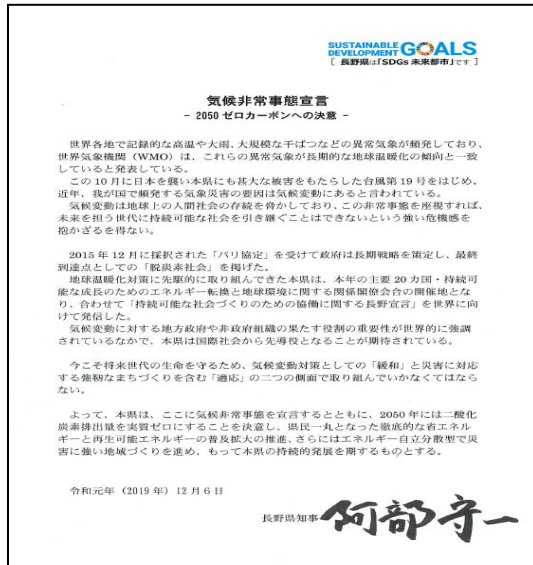 SUSTAINABLE
DEVELOPMENT GOALS
[ 長野県は「SDGs 未来都市」です ]
気候非常事態宣言
- 2050 ゼロカーボンへの決意 -
世界各地で記録的な高温や大雨、大規模な干ばつなどの異常気象が頻発しており、
世界気象機関（WMO）は、これらの異常気象が長期的な地球温暖化の傾向と一致
していると発表している。
この 10 月に日本を襲い本県にも甚大な被害をもたらした台風第 19 号をはじめ、
近年、我が国で頻発する気象災害の要因は気候変動にあると言われている。
気候変動は地球上の人間社会の存続を脅かしており、この非常事態を座視すれば、
未来を担う世代に持続可能な社会を引き継ぐことはできないという強い危機感を
抱かざるを得ない。
2015 年 12 月に採択された「パリ協定」を受けて政府は長期戦略を策定し、最終
到達点としての「脱炭素社会」を掲げた。
地球温暖化対策に先駆的に取り組んできた本県は、本年の主要 20 カ国・持続可
能な成長のためのエネルギー転換と地球環境に関する関係閣僚会合の開催地とな
り、合わせて「持続可能な社会づくりのための協働に関する長野宣言」を世界に向
けて発信した。
気候変動に対する地方政府や非政府組織の果たす役割の重要性が世界的に強調
されているなかで、本県は国際社会から先導役となることが期待されている。
今こそ将来世代の生命を守るため、気候変動対策としての「緩和」と災害に対応
する強靭なまちづくりを含む「適応」の二つの側面で取り組んでいかなくてはなら
ない。
よって、本県は、ここに気候非常事態を宣言するとともに、2050 年には二酸化
炭素排出量を実質ゼロにすることを決意し、県民一丸となった徹底的な省エネル
ギーと再生可能エネルギーの普及拡大の推進、さらにはエネルギー自立分散型で災
害に強い地域づくりを進め、もって本県の持続的発展を期するものとする。
令和元年（2019 年）12 月 6 日
長野県知事 阿部守一